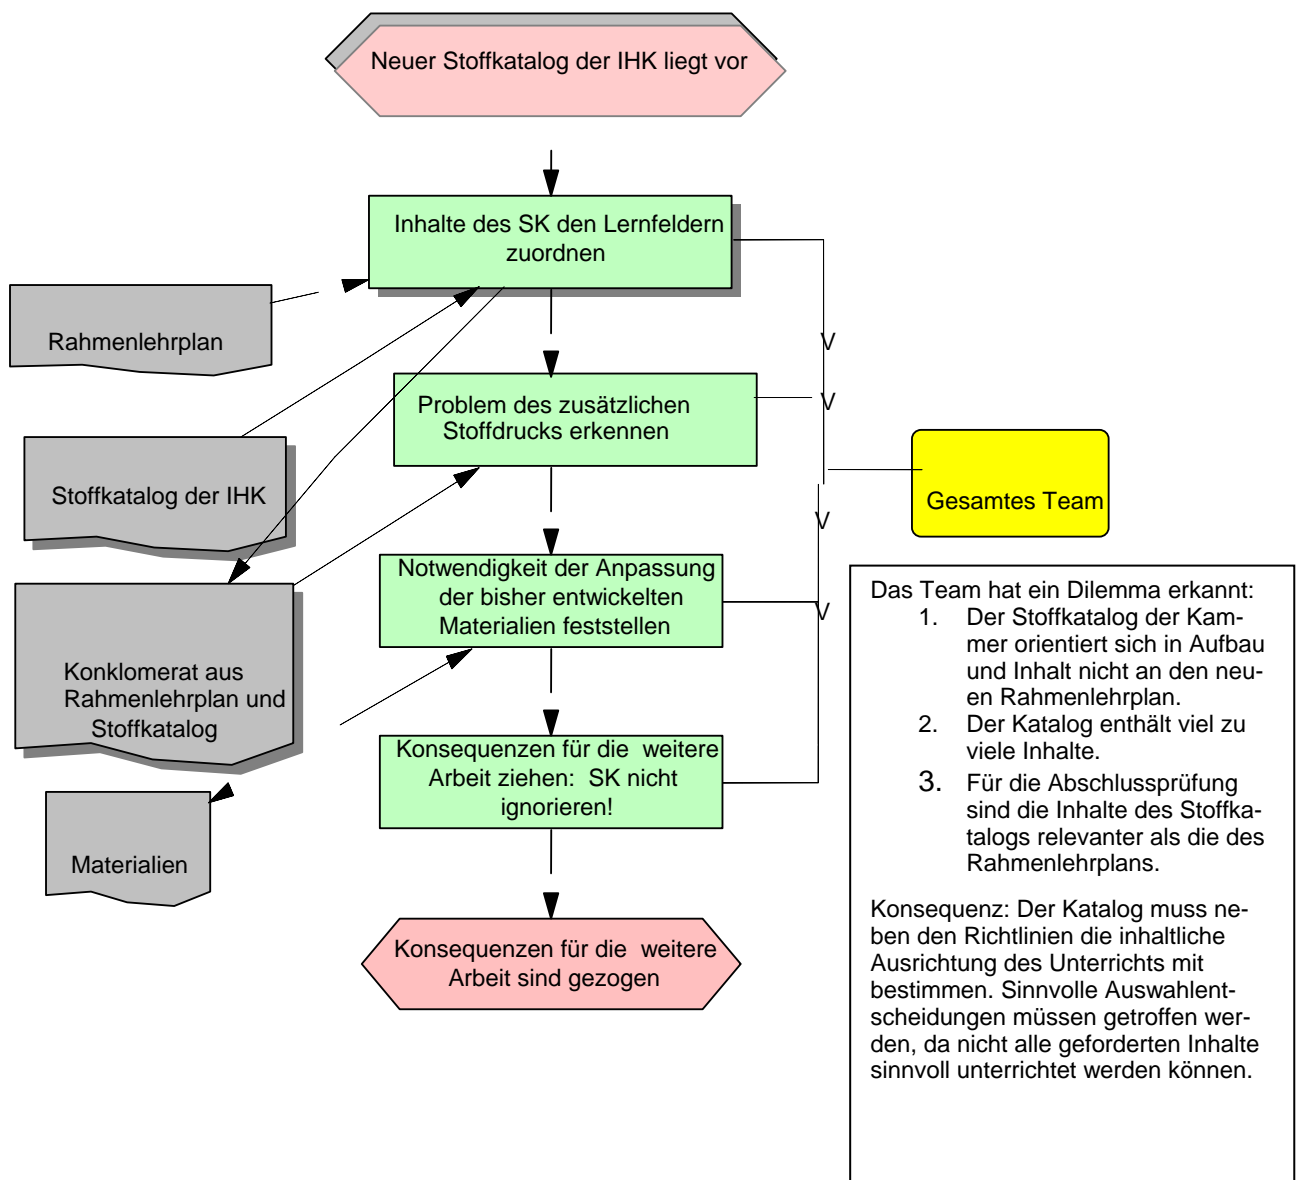 Neuer Stoffkatalog der IHK liegt vor
Inhalte des SK den Lernfeldern
zuordnen
Rahmenlehrplan
V
Problem des zusätzlichen
Stoffdrucks erkennen
V
Stoffkatalog der IHK
Gesamtes Team
V
Notwendigkeit der Anpassung
der bisher entwickelten
Materialien feststellen
V
Konklomerat aus
Rahmenlehrplan und
Stoffkatalog
Konsequenzen für die weitere
Arbeit ziehen: SK nicht
ignorieren!
Materialien
Konsequenzen für die weitere
Arbeit sind gezogen
Das Team hat ein Dilemma erkannt:
1. Der Stoffkatalog der Kam-
mer orientiert sich in Aufbau
und Inhalt nicht an den neu-
en Rahmenlehrplan.
2. Der Katalog enthält viel zu
viele Inhalte.
3. Für die Abschlussprüfung
sind die Inhalte des Stoffka-
talogs relevanter als die des
Rahmenlehrplans.
Konsequenz: Der Katalog muss ne-
ben den Richtlinien die inhaltliche
Ausrichtung des Unterrichts mit
bestimmen. Sinnvolle Auswahlent-
scheidungen müssen getroffen wer-
den, da nicht alle geforderten Inhalte
sinnvoll unterrichtet werden können.